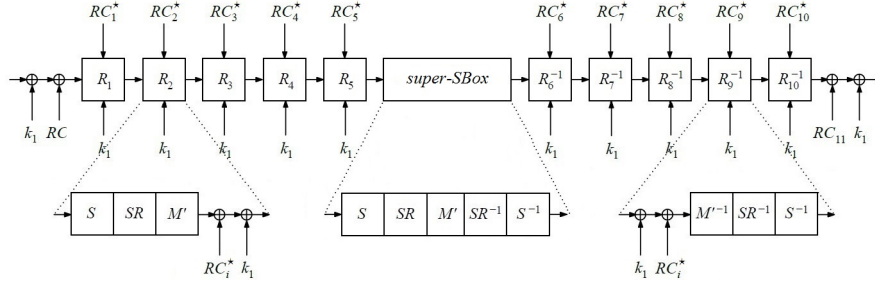 RC₁* RC₂* RC₃* RC₄* RC₅* RC₆* RC₇* RC₈* RC₉* RC₁₀*
R₁ R₂ R₃ R₄ R₅ super-SBox R₆⁻¹ R₇⁻¹ R₈⁻¹ R₉⁻¹ R₁₀⁻¹
k₁ RC k₁ k₁ k₁ k₁ k₁ k₁ k₁ k₁ k₁ k₁ RC₁₁ k₁
S SR M' S SR M' SR⁻¹ S⁻¹ M'⁻¹ SR⁻¹ S⁻¹
RCᵢ* k₁ k₁ RCᵢ*